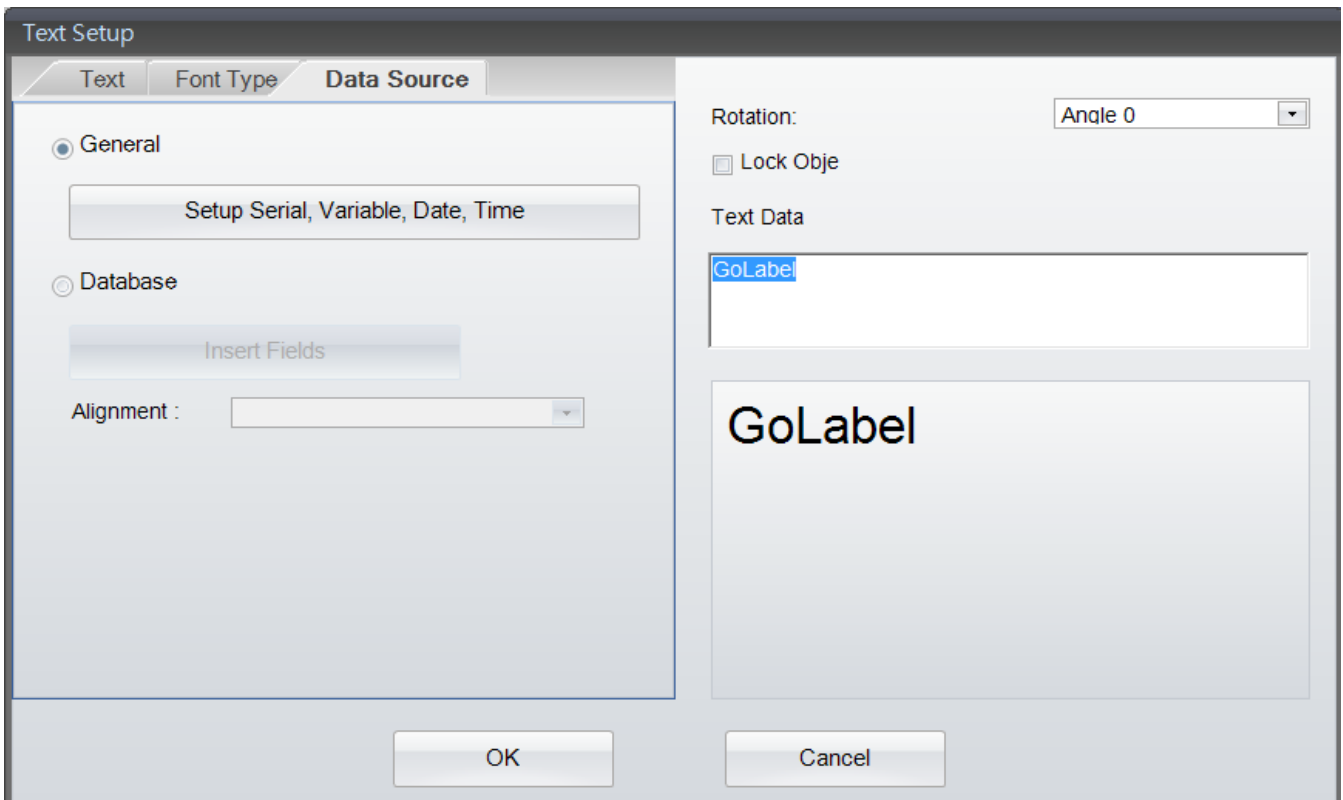 Text Setup
Text Font Type Data Source
General
Setup Serial, Variable, Date, Time
Database
Insert Fields
Alignment :
Rotation: Angle 0
Lock Obje
Text Data
GoLabel
GoLabel
OK Cancel